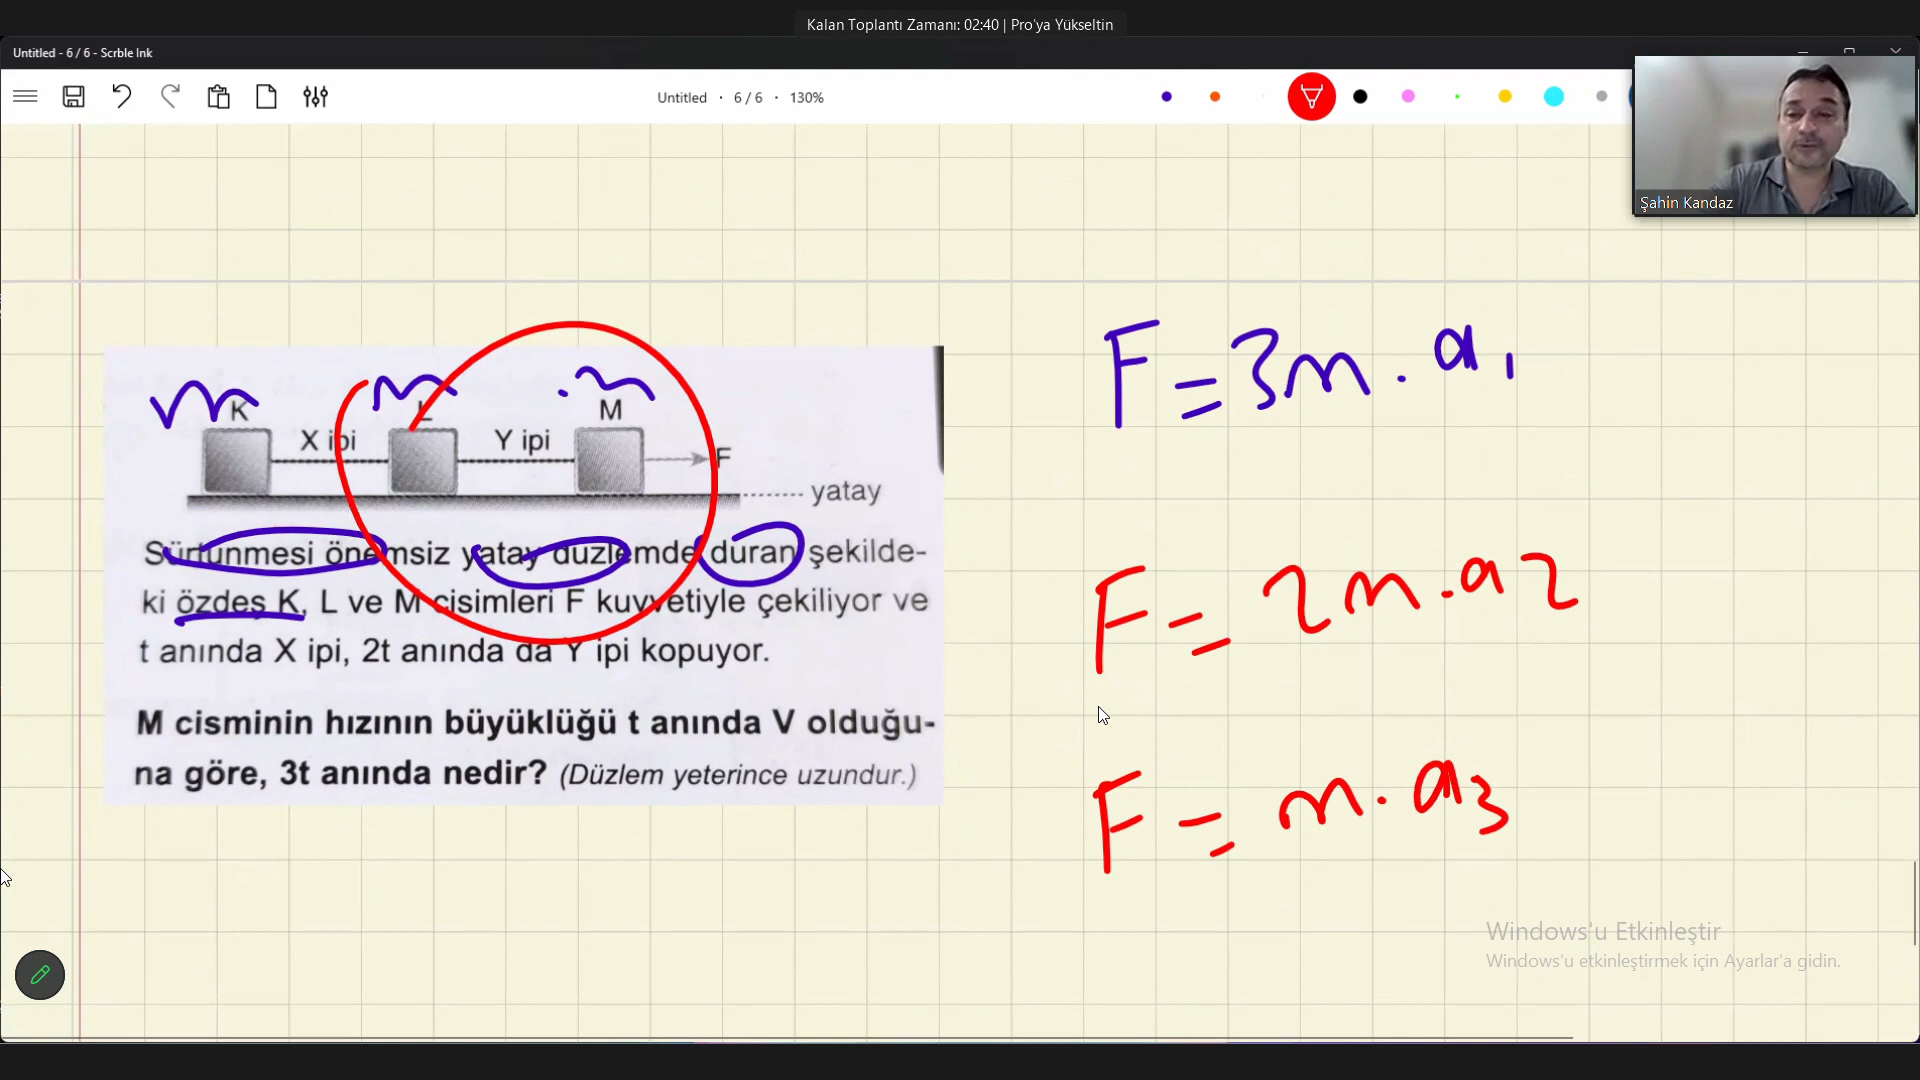 Kalan Toplantı Zamanı: 02:40 | Pro'ya Yükseltin
Untitled - 6 / 6 - Scrble Ink
Untitled · 6 / 6 · 130%
Şahin Kandaz
m m m
K L M
X ipi Y ipi F
yatay
Sürtünmesi önemsiz yatay düzlemde duran şekilde-
ki özdeş K, L ve M cisimleri F kuvvetiyle çekiliyor ve
t anında X ipi, 2t anında da Y ipi kopuyor.
M cisminin hızının büyüklüğü t anında V olduğu-
na göre, 3t anında nedir? (Düzlem yeterince uzundur.)
F = 3m . a1
F = 2m . a2
F = m . a3
Windows'u Etkinleştir
Windows'u etkinleştirmek için Ayarlar'a gidin.